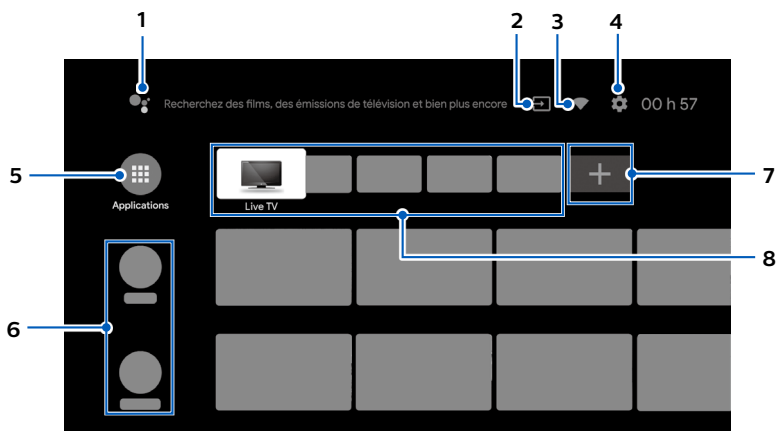 1 2 3 4
Recherchez des films, des émissions de télévision et bien plus encore 00 h 57
5 7
Applications Live TV
8
6